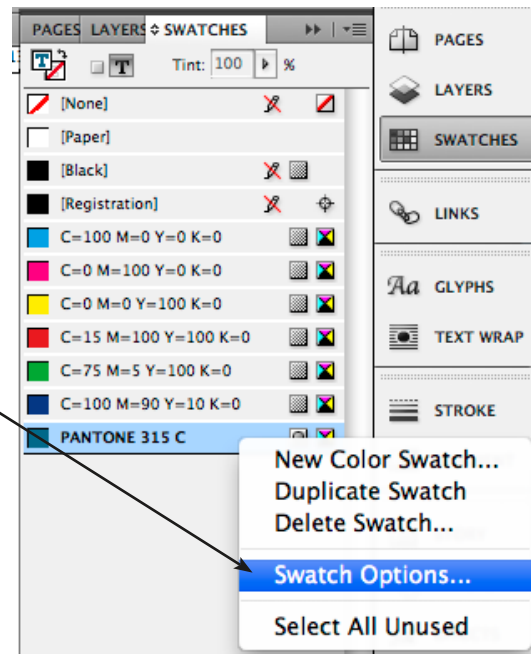 PAGES LAYERS SWATCHES
T T Tint: 100 %
[None]
[Paper]
[Black]
[Registration]
C=100 M=0 Y=0 K=0
C=0 M=100 Y=0 K=0
C=0 M=0 Y=100 K=0
C=15 M=100 Y=100 K=0
C=75 M=5 Y=100 K=0
C=100 M=90 Y=10 K=0
PANTONE 315 C
New Color Swatch...
Duplicate Swatch
Delete Swatch...
Swatch Options...
Select All Unused
PAGES
LAYERS
SWATCHES
LINKS
Aa GLYPHS
TEXT WRAP
STROKE